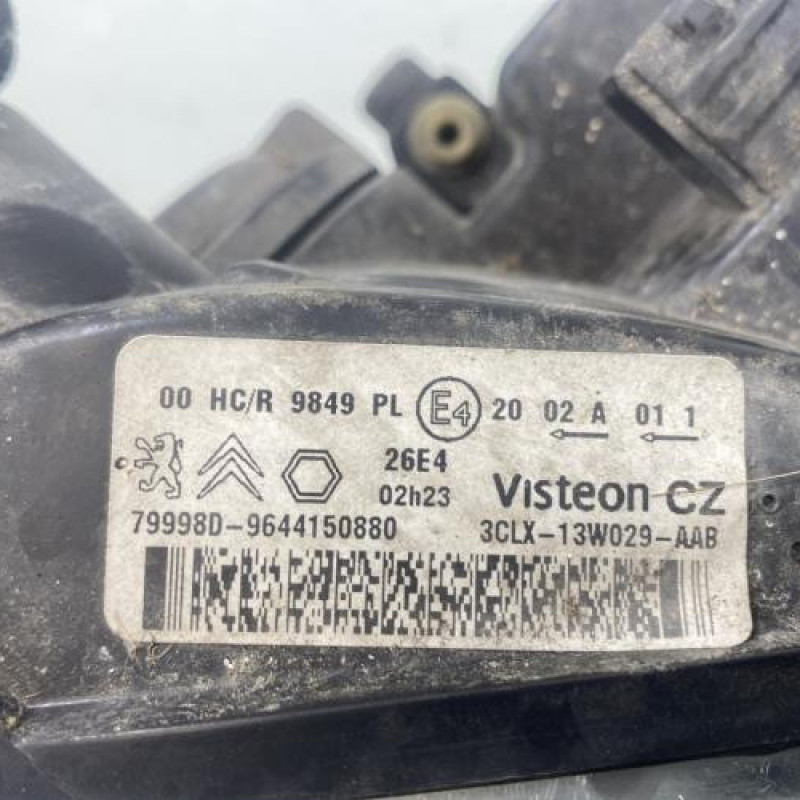 00 HC/R 9849 PL E4 20 02 A 01 1
26E4
02h23
Visteon CZ
79998D-9644150880 3CLX-13W029-AAB